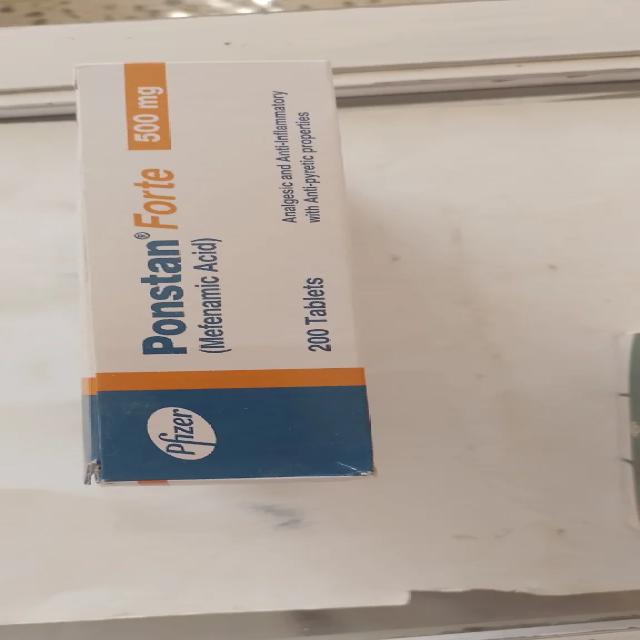 Ponstan® Forte 500 mg
(Mefenamic Acid)
Analgesic and Anti-Inflammatory
with Anti-pyretic properties
200 Tablets
Pfizer